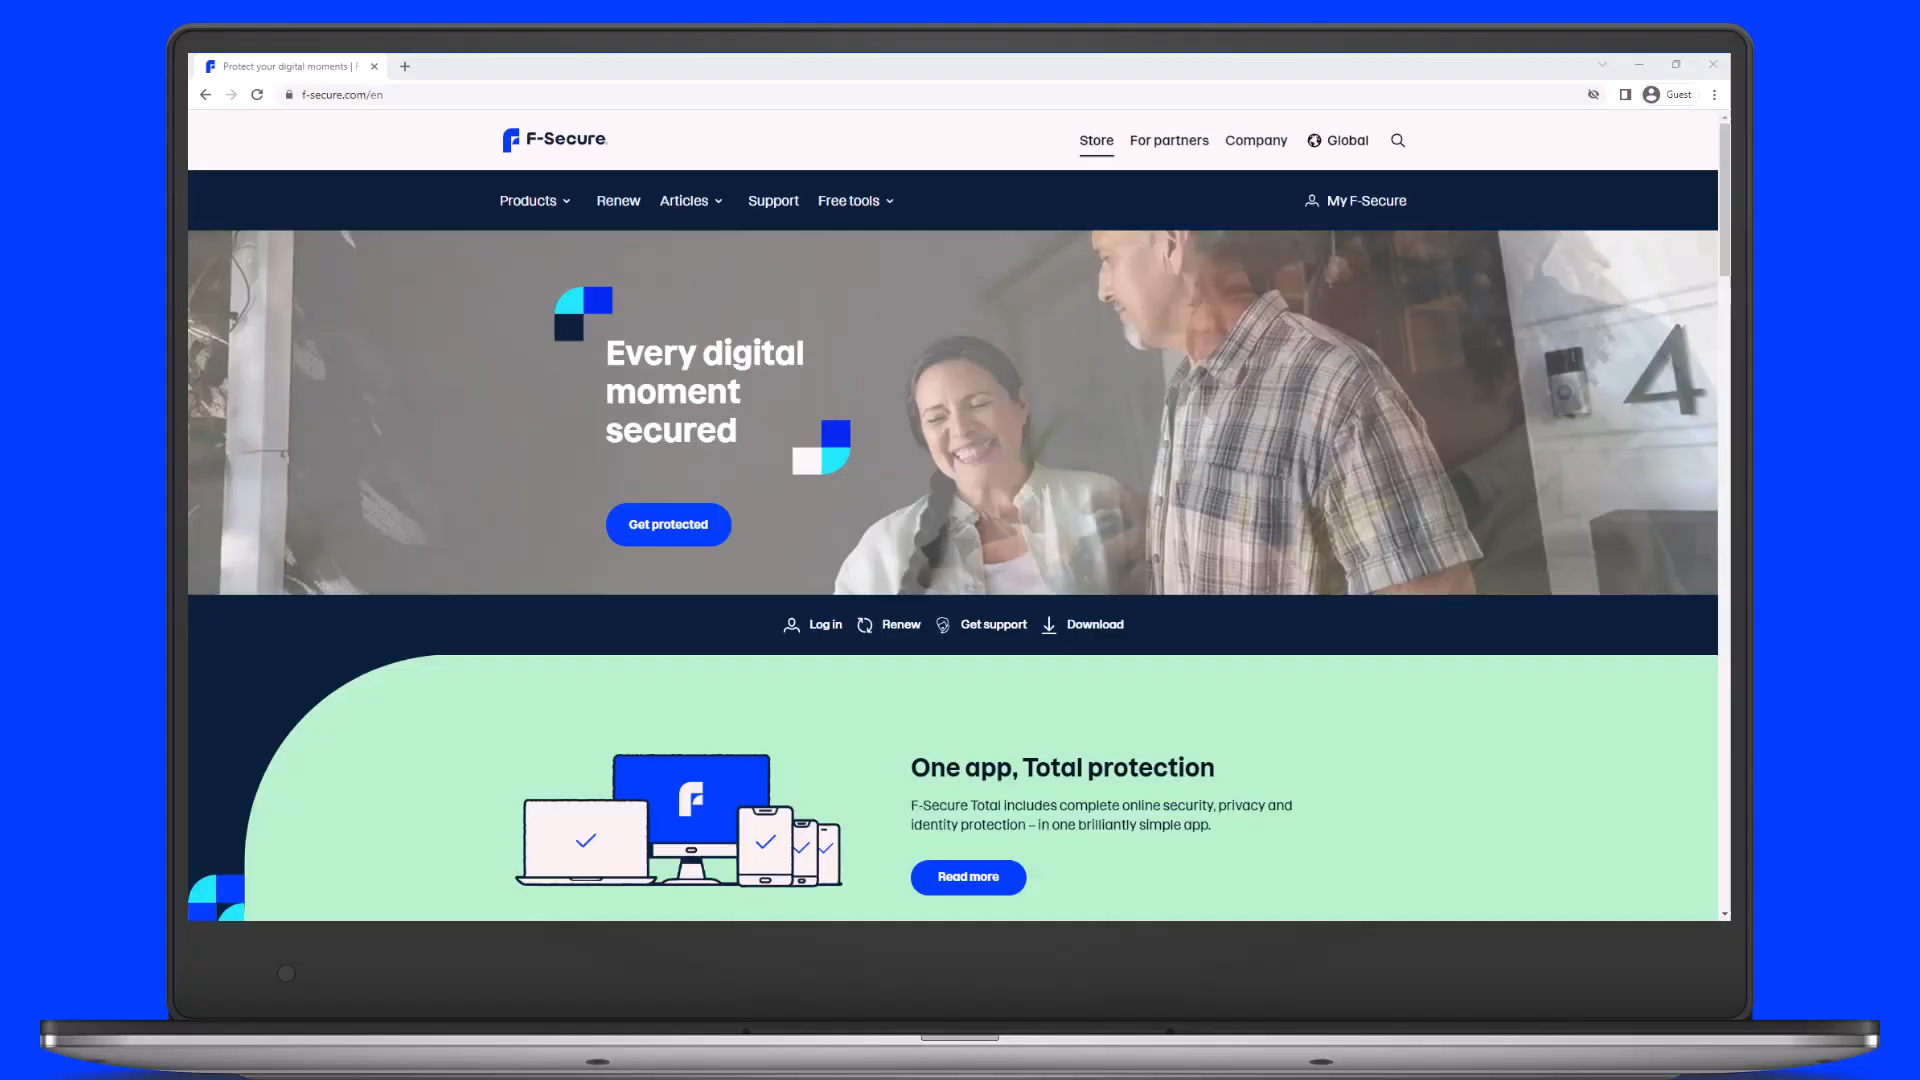 Protect your digital moments | F
f-secure.com/en
Guest
F-Secure
Store
For partners
Company
Global
Products
Renew
Articles
Support
Free tools
My F-Secure
Every digital
moment
secured
4
Get protected
Log in
Renew
Get support
Download
One app, Total protection
F-Secure Total includes complete online security, privacy and
identity protection – in one brilliantly simple app.
Read more